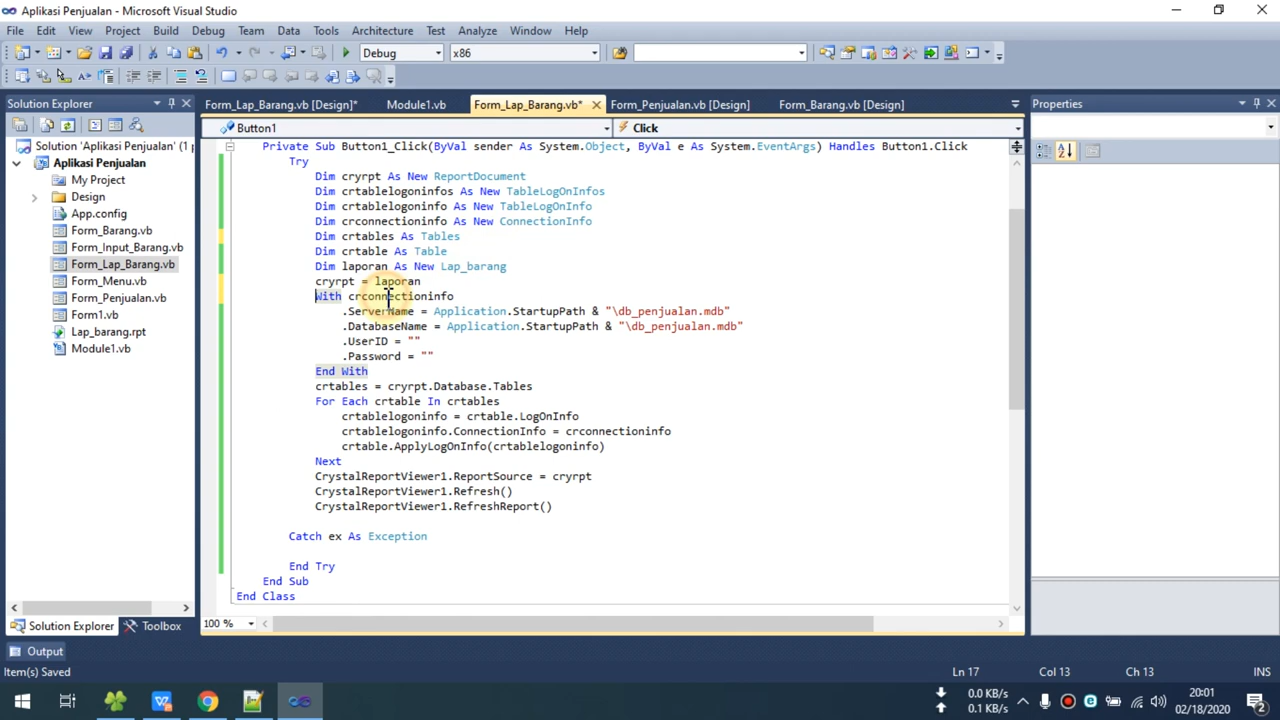 Aplikasi Penjualan - Microsoft Visual Studio
File Edit View Project Build Debug Team Data Tools Architecture Test Analyze Window Help
Debug x86
Solution Explorer
Form_Lap_Barang.vb [Design]* Module1.vb Form_Lap_Barang.vb* Form_Penjualan.vb [Design] Form_Barang.vb [Design]
Properties
Button1 Click
Solution 'Aplikasi Penjualan' (1 p
Aplikasi Penjualan
My Project
Design
App.config
Form_Barang.vb
Form_Input_Barang.vb
Form_Lap_Barang.vb
Form_Menu.vb
Form_Penjualan.vb
Form1.vb
Lap_barang.rpt
Module1.vb
Private Sub Button1_Click(ByVal sender As System.Object, ByVal e As System.EventArgs) Handles Button1.Click
Try
Dim cryrpt As New ReportDocument
Dim crtablelogoninfos As New TableLogOnInfos
Dim crtablelogoninfo As New TableLogOnInfo
Dim crconnectioninfo As New ConnectionInfo
Dim crtables As Tables
Dim crtable As Table
Dim laporan As New Lap_barang
cryrpt = laporan
With crconnectioninfo
.ServerName = Application.StartupPath & "\db_penjualan.mdb"
.DatabaseName = Application.StartupPath & "\db_penjualan.mdb"
.UserID = ""
.Password = ""
End With
crtables = cryrpt.Database.Tables
For Each crtable In crtables
crtablelogoninfo = crtable.LogOnInfo
crtablelogoninfo.ConnectionInfo = crconnectioninfo
crtable.ApplyLogOnInfo(crtablelogoninfo)
Next
CrystalReportViewer1.ReportSource = cryrpt
CrystalReportViewer1.Refresh()
CrystalReportViewer1.RefreshReport()
Catch ex As Exception
End Try
End Sub
End Class
100 %
Solution Explorer Toolbox
Output
Item(s) Saved Ln 17 Col 13 Ch 13 INS
0.0 KB/s
0.1 KB/s
20:01
02/18/2020
2